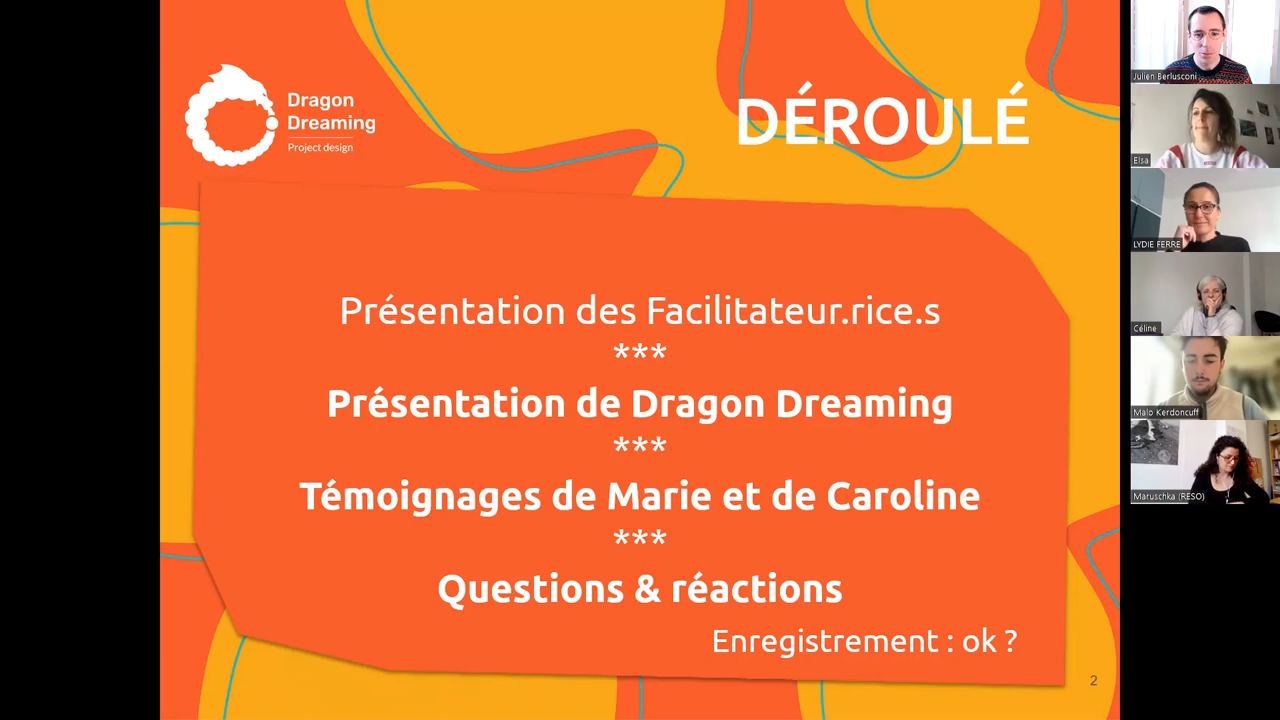 Dragon
Dreaming
Project design
DÉROULÉ
Présentation des Facilitateur.rice.s
***
Présentation de Dragon Dreaming
***
Témoignages de Marie et de Caroline
***
Questions & réactions
Enregistrement : ok ?
2
Julien Berlusconi
Elsa
LYDIE FERRE
Céline
Malo Kerdoncuff
Maruschka (RESO)